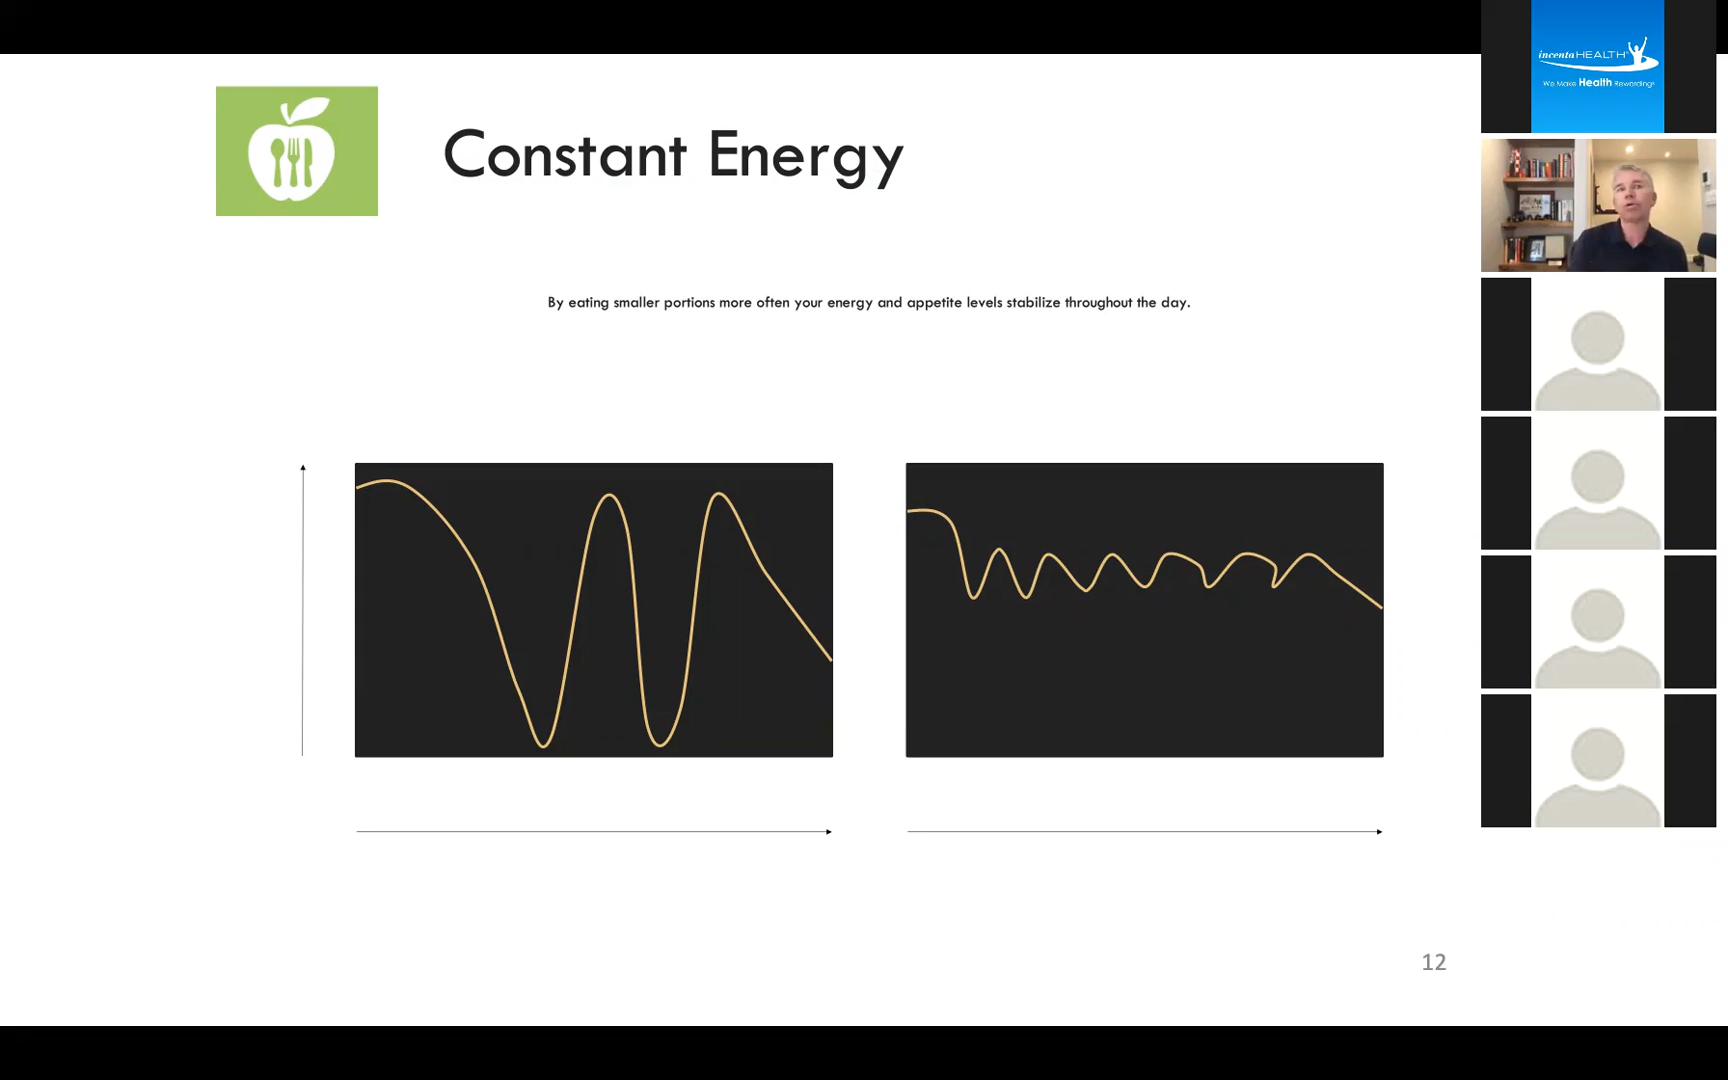 Constant Energy
By eating smaller portions more often your energy and appetite levels stabilize throughout the day.
12
incentaHEALTH®
We Make Health Rewarding®